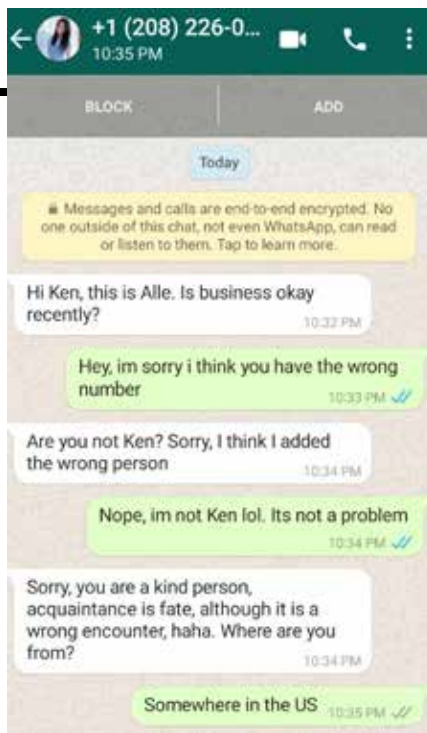 +1 (208) 226-0...
10:35 PM
BLOCK
ADD
Today
Messages and calls are end-to-end encrypted. No
one outside of this chat, not even WhatsApp, can read
or listen to them. Tap to learn more.
Hi Ken, this is Alle. Is business okay
recently?
10:32 PM
Hey, im sorry i think you have the wrong
number
10:33 PM
Are you not Ken? Sorry, I think I added
the wrong person
10:34 PM
Nope, im not Ken lol. Its not a problem
10:34 PM
Sorry, you are a kind person,
acquaintance is fate, although it is a
wrong encounter, haha. Where are you
from?
10:34 PM
Somewhere in the US
10:35 PM